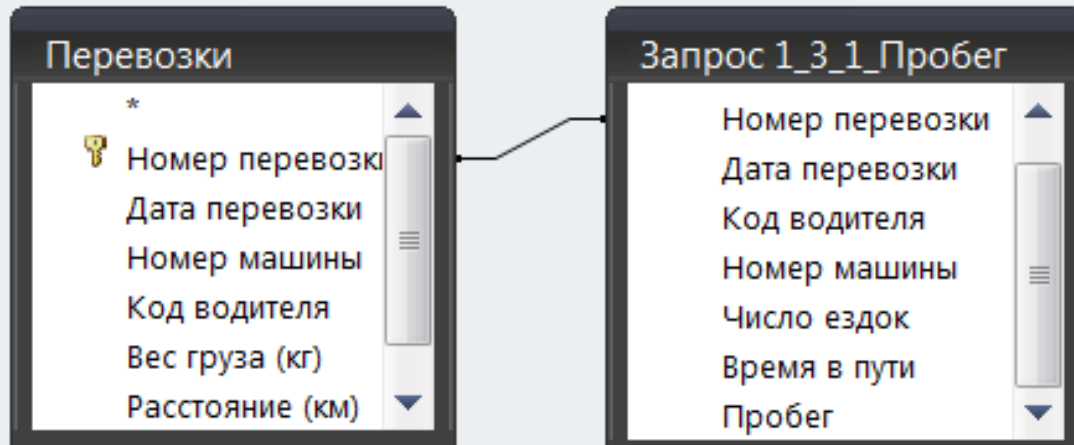 Перевозки
*
Номер перевозки
Дата перевозки
Номер машины
Код водителя
Вес груза (кг)
Расстояние (км)
Запрос 1_3_1_Пробег
Номер перевозки
Дата перевозки
Код водителя
Номер машины
Число ездок
Время в пути
Пробег